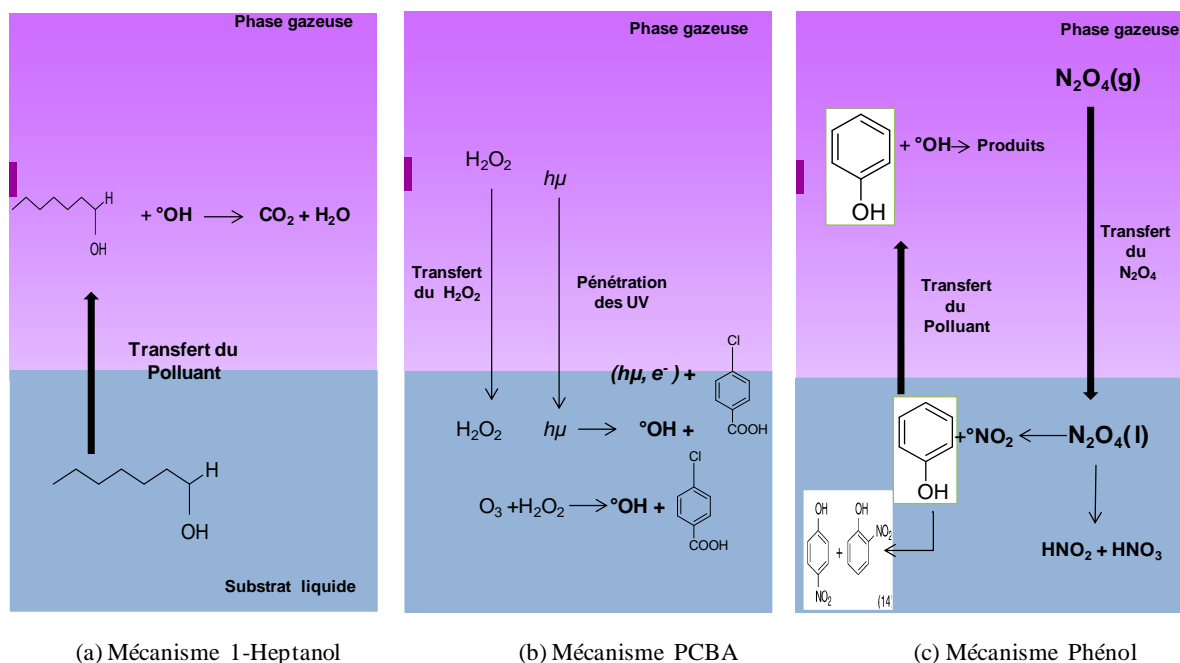 Phase gazeuse
H
+ °OH → CO₂ + H₂O
OH
Transfert du
Polluant
H
OH
Substrat liquide
(a) Mécanisme 1-Heptanol
Phase gazeuse
H₂O₂
hµ
Transfert
du H₂O₂
Pénétration
des UV
Cl
(hµ, e⁻) +
COOH
H₂O₂
hµ → °OH +
Cl
O₃ +H₂O₂ → °OH +
COOH
(b) Mécanisme PCBA
Phase gazeuse
N₂O₄(g)
+ °OH → Produits
OH
Transfert
du
N₂O₄
Transfert
du
Polluant
+°NO₂ ← N₂O₄(l)
OH
OH
OH
NO₂
+
NO₂
(14)
HNO₂ + HNO₃
(c) Mécanisme Phénol